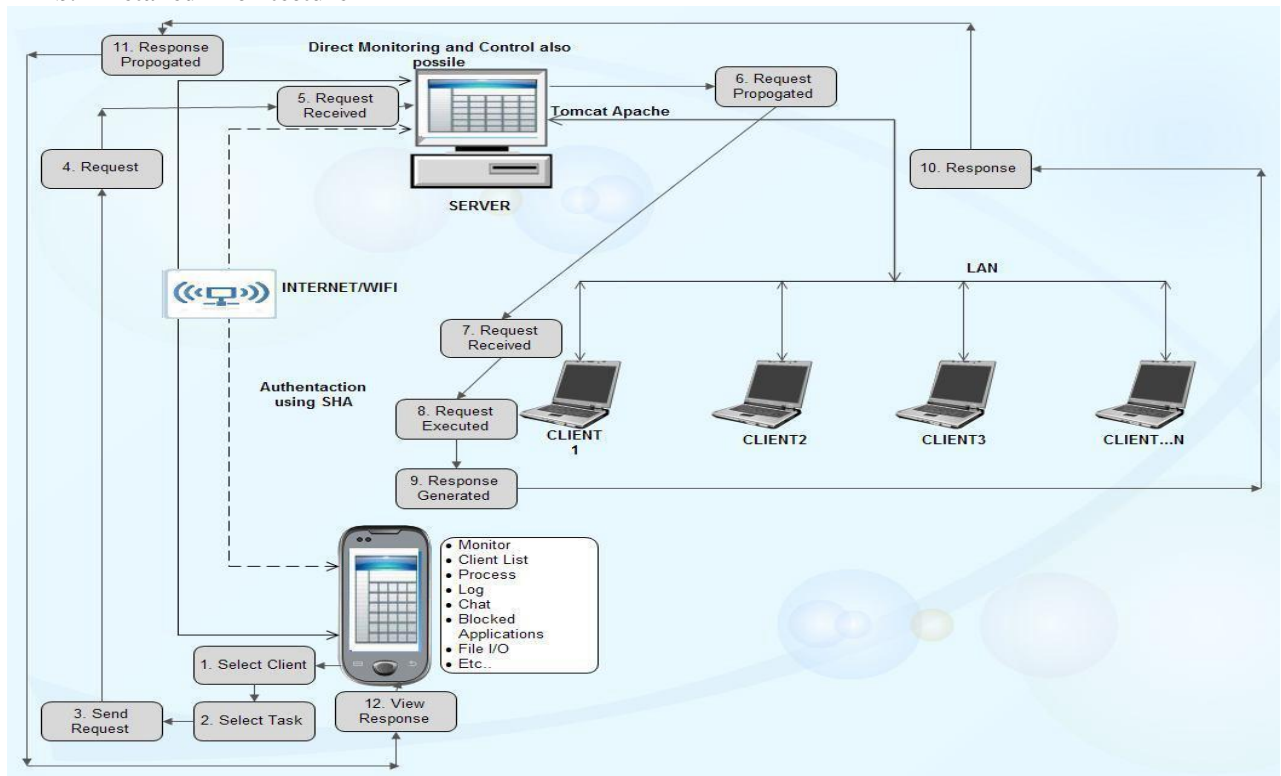 11. Response
Propogated
Direct Monitoring and Control also
possile
5. Request
Received
6. Request
Propogated
Tomcat Apache
4. Request
10. Response
SERVER
LAN
INTERNET/WIFI
7. Request
Received
Authentaction
using SHA
8. Request
Executed
CLIENT
1
CLIENT2
CLIENT3
CLIENT...N
9. Response
Generated
• Monitor
• Client List
• Process
• Log
• Chat
• Blocked
Applications
• File I/O
• Etc..
1. Select Client
2. Select Task
3. Send
Request
12. View
Response